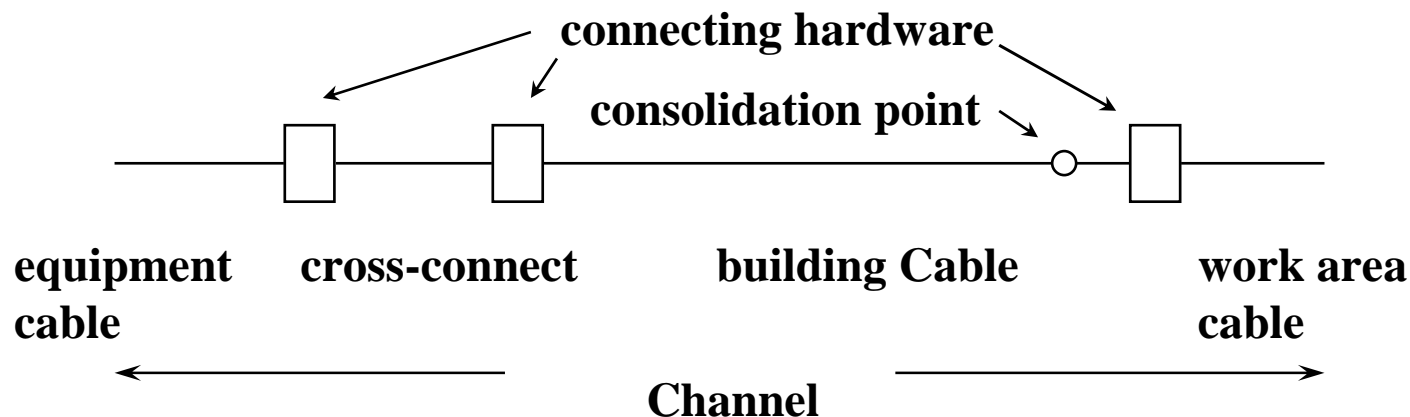 connecting hardware
consolidation point
equipment cable
cross-connect
building Cable
work area cable
Channel